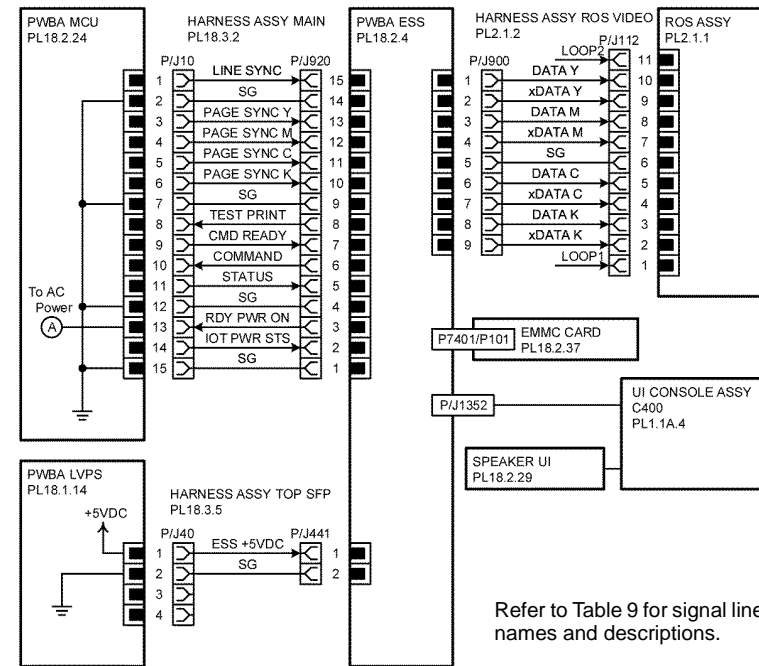 PWBA MCU
PL18.2.24
HARNESS ASSY MAIN
PL18.3.2
PWBA ESS
PL18.2.4
HARNESS ASSY ROS VIDEO
PL2.1.2
ROS ASSY
PL2.1.1
P/J10
P/J920
1 LINE SYNC 15
2 SG 14
3 PAGE SYNC Y 13
4 PAGE SYNC M 12
5 PAGE SYNC C 11
6 PAGE SYNC K 10
7 SG 9
8 TEST PRINT 8
9 CMD READY 7
10 COMMAND 6
11 STATUS 5
12 SG 4
13 RDY PWR ON 3
14 IOT PWR STS 2
15 SG 1
To AC
Power
A
P/J900
P/J112
LOOP2 11
1 DATA Y 10
2 xDATA Y 9
3 DATA M 8
4 xDATA M 7
5 SG 6
6 DATA C 5
7 xDATA C 4
8 DATA K 3
9 xDATA K 2
LOOP1 1
P7401/P101
EMMC CARD
PL18.2.37
P/J1352
UI CONSOLE ASSY
C400
PL1.1A.4
SPEAKER UI
PL18.2.29
PWBA LVPS
PL18.1.14
+5VDC
HARNESS ASSY TOP SFP
PL18.3.5
P/J40
P/J441
1 ESS +5VDC 1
2 SG 2
3
4
Refer to Table 9 for signal line
names and descriptions.